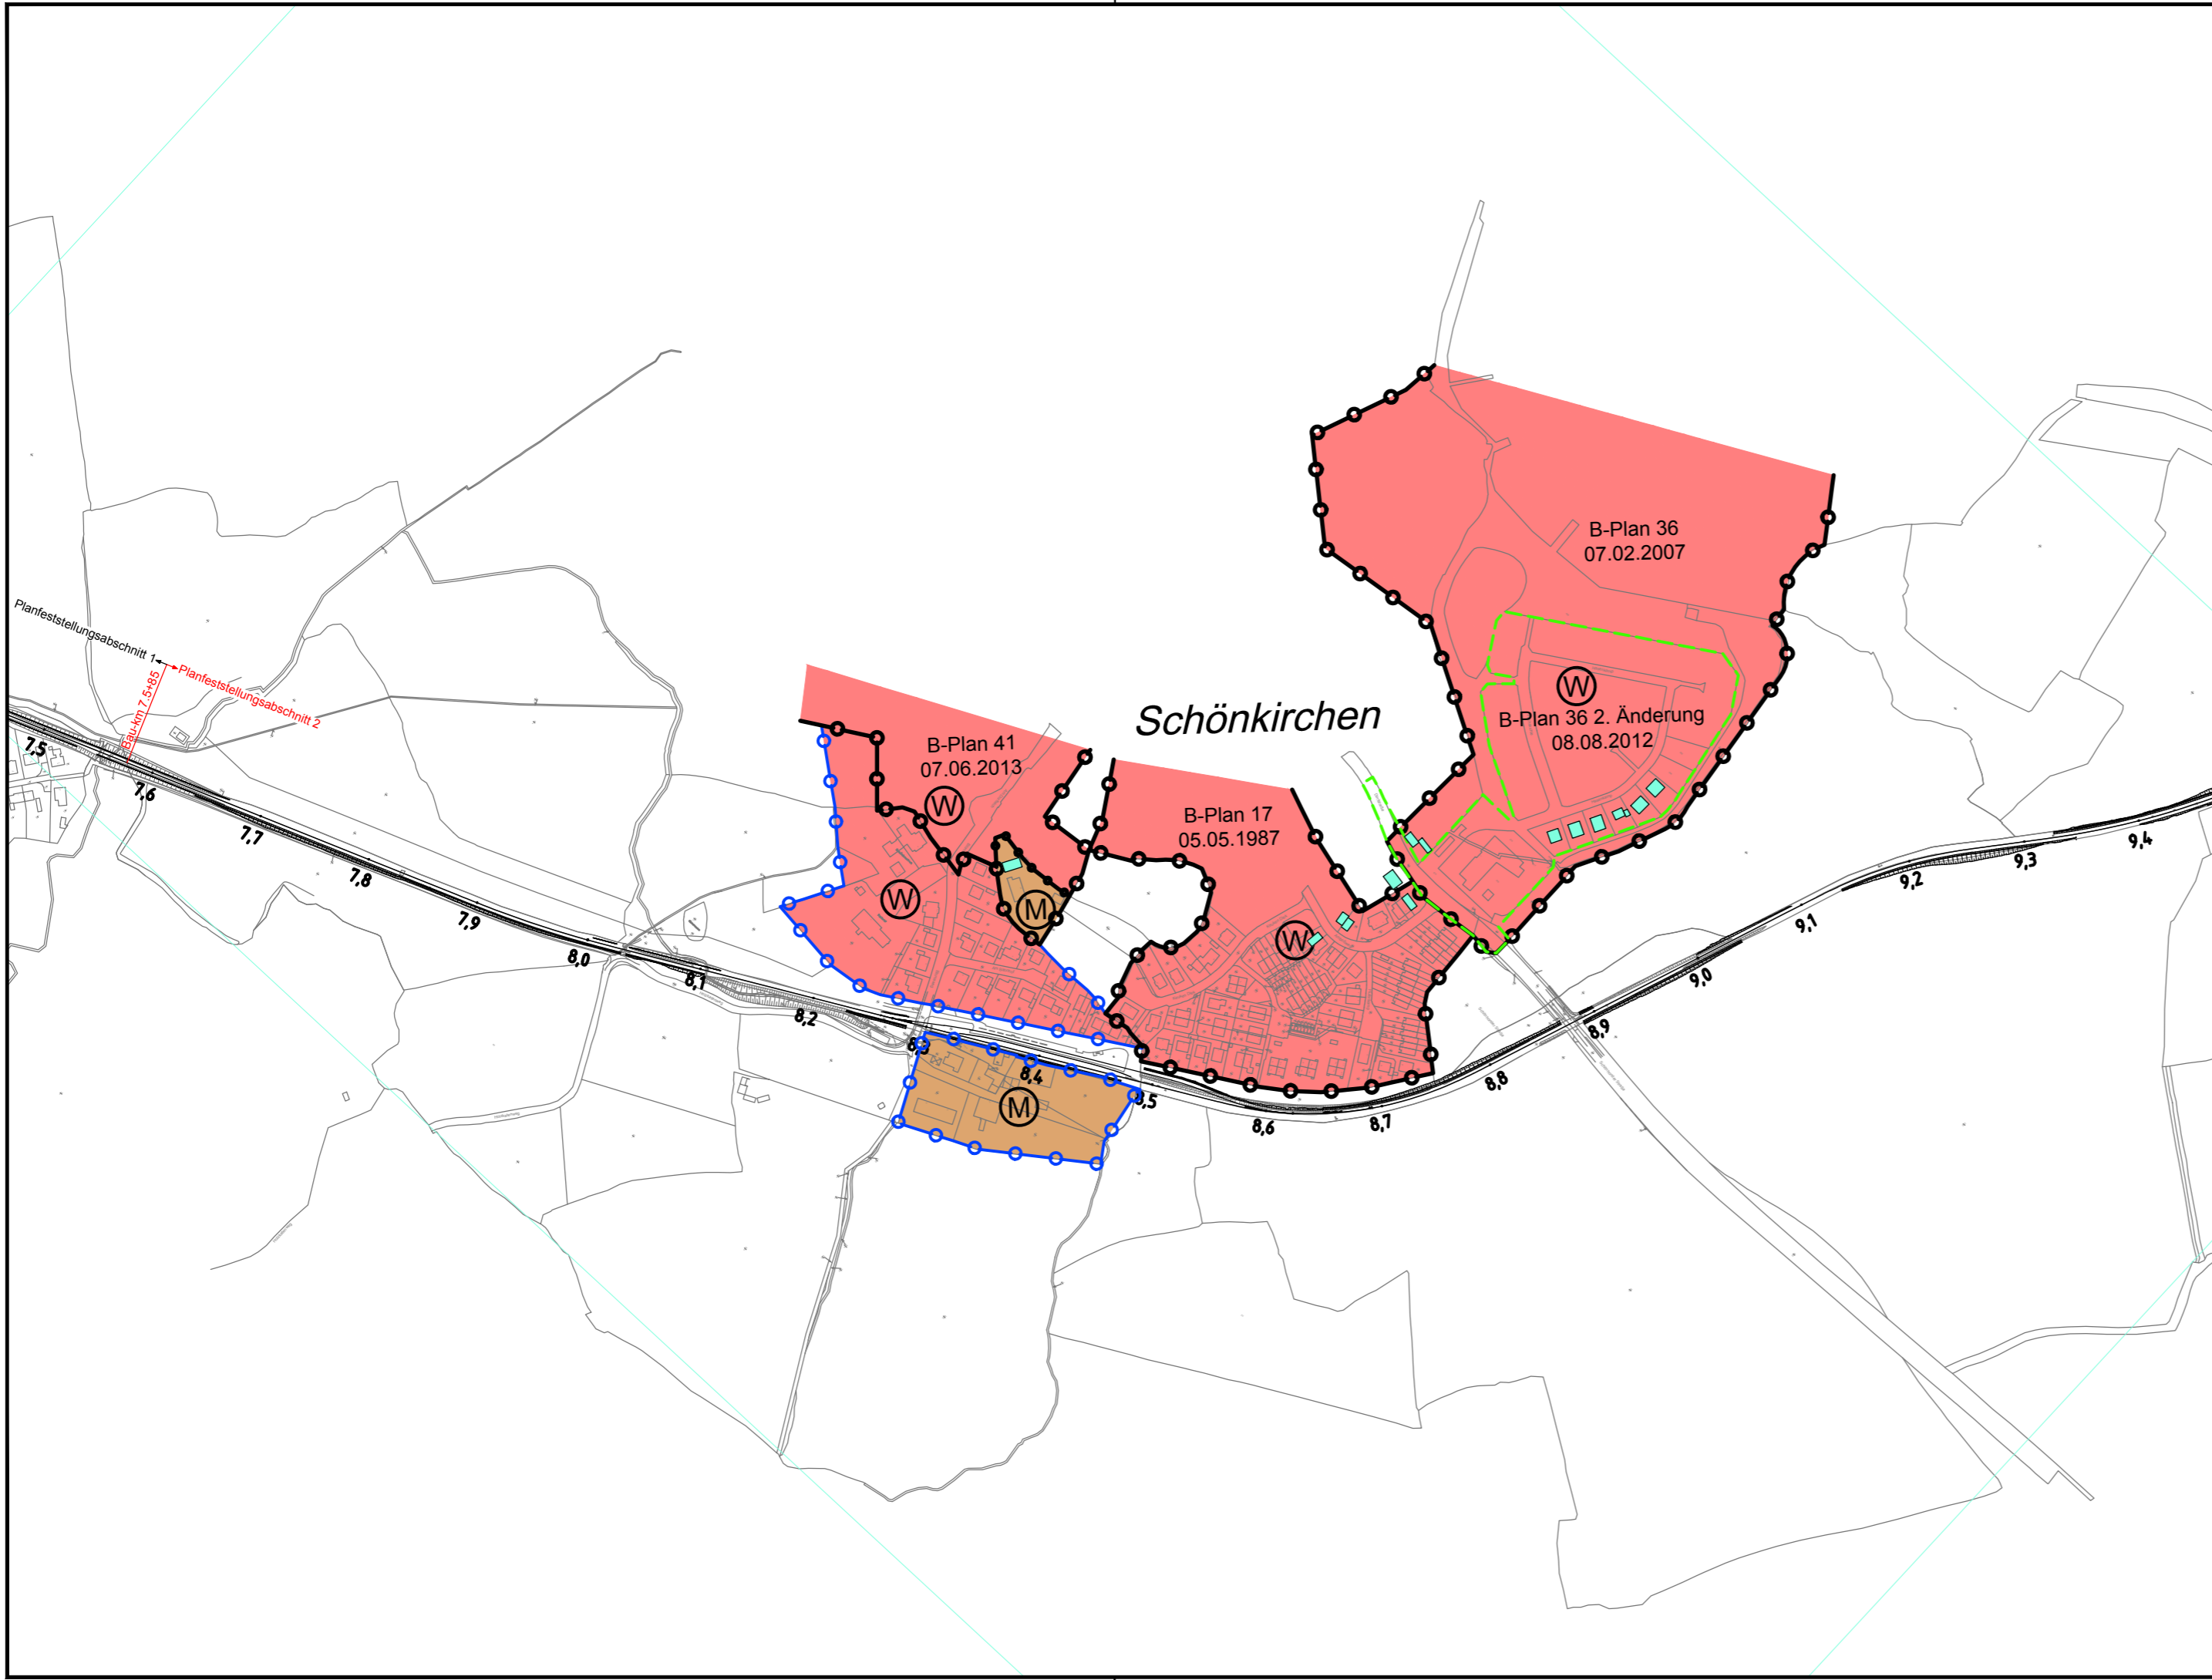 B-Plan 36
07.02.2007
Planfeststellungsabschnitt 1
Planfeststellungsabschnitt 2
Bau-km 7.5+85
Schönkirchen
W
B-Plan 36 2. Änderung
08.08.2012
B-Plan 41
07.06.2013
W
B-Plan 17
05.05.1987
W
M
W
M
7,5
7,6
7,7
7,8
7,9
8,0
8,1
8,2
8,3
8,4
8,5
8,6
8,7
8,8
8,9
9,0
9,1
9,2
9,3
9,4